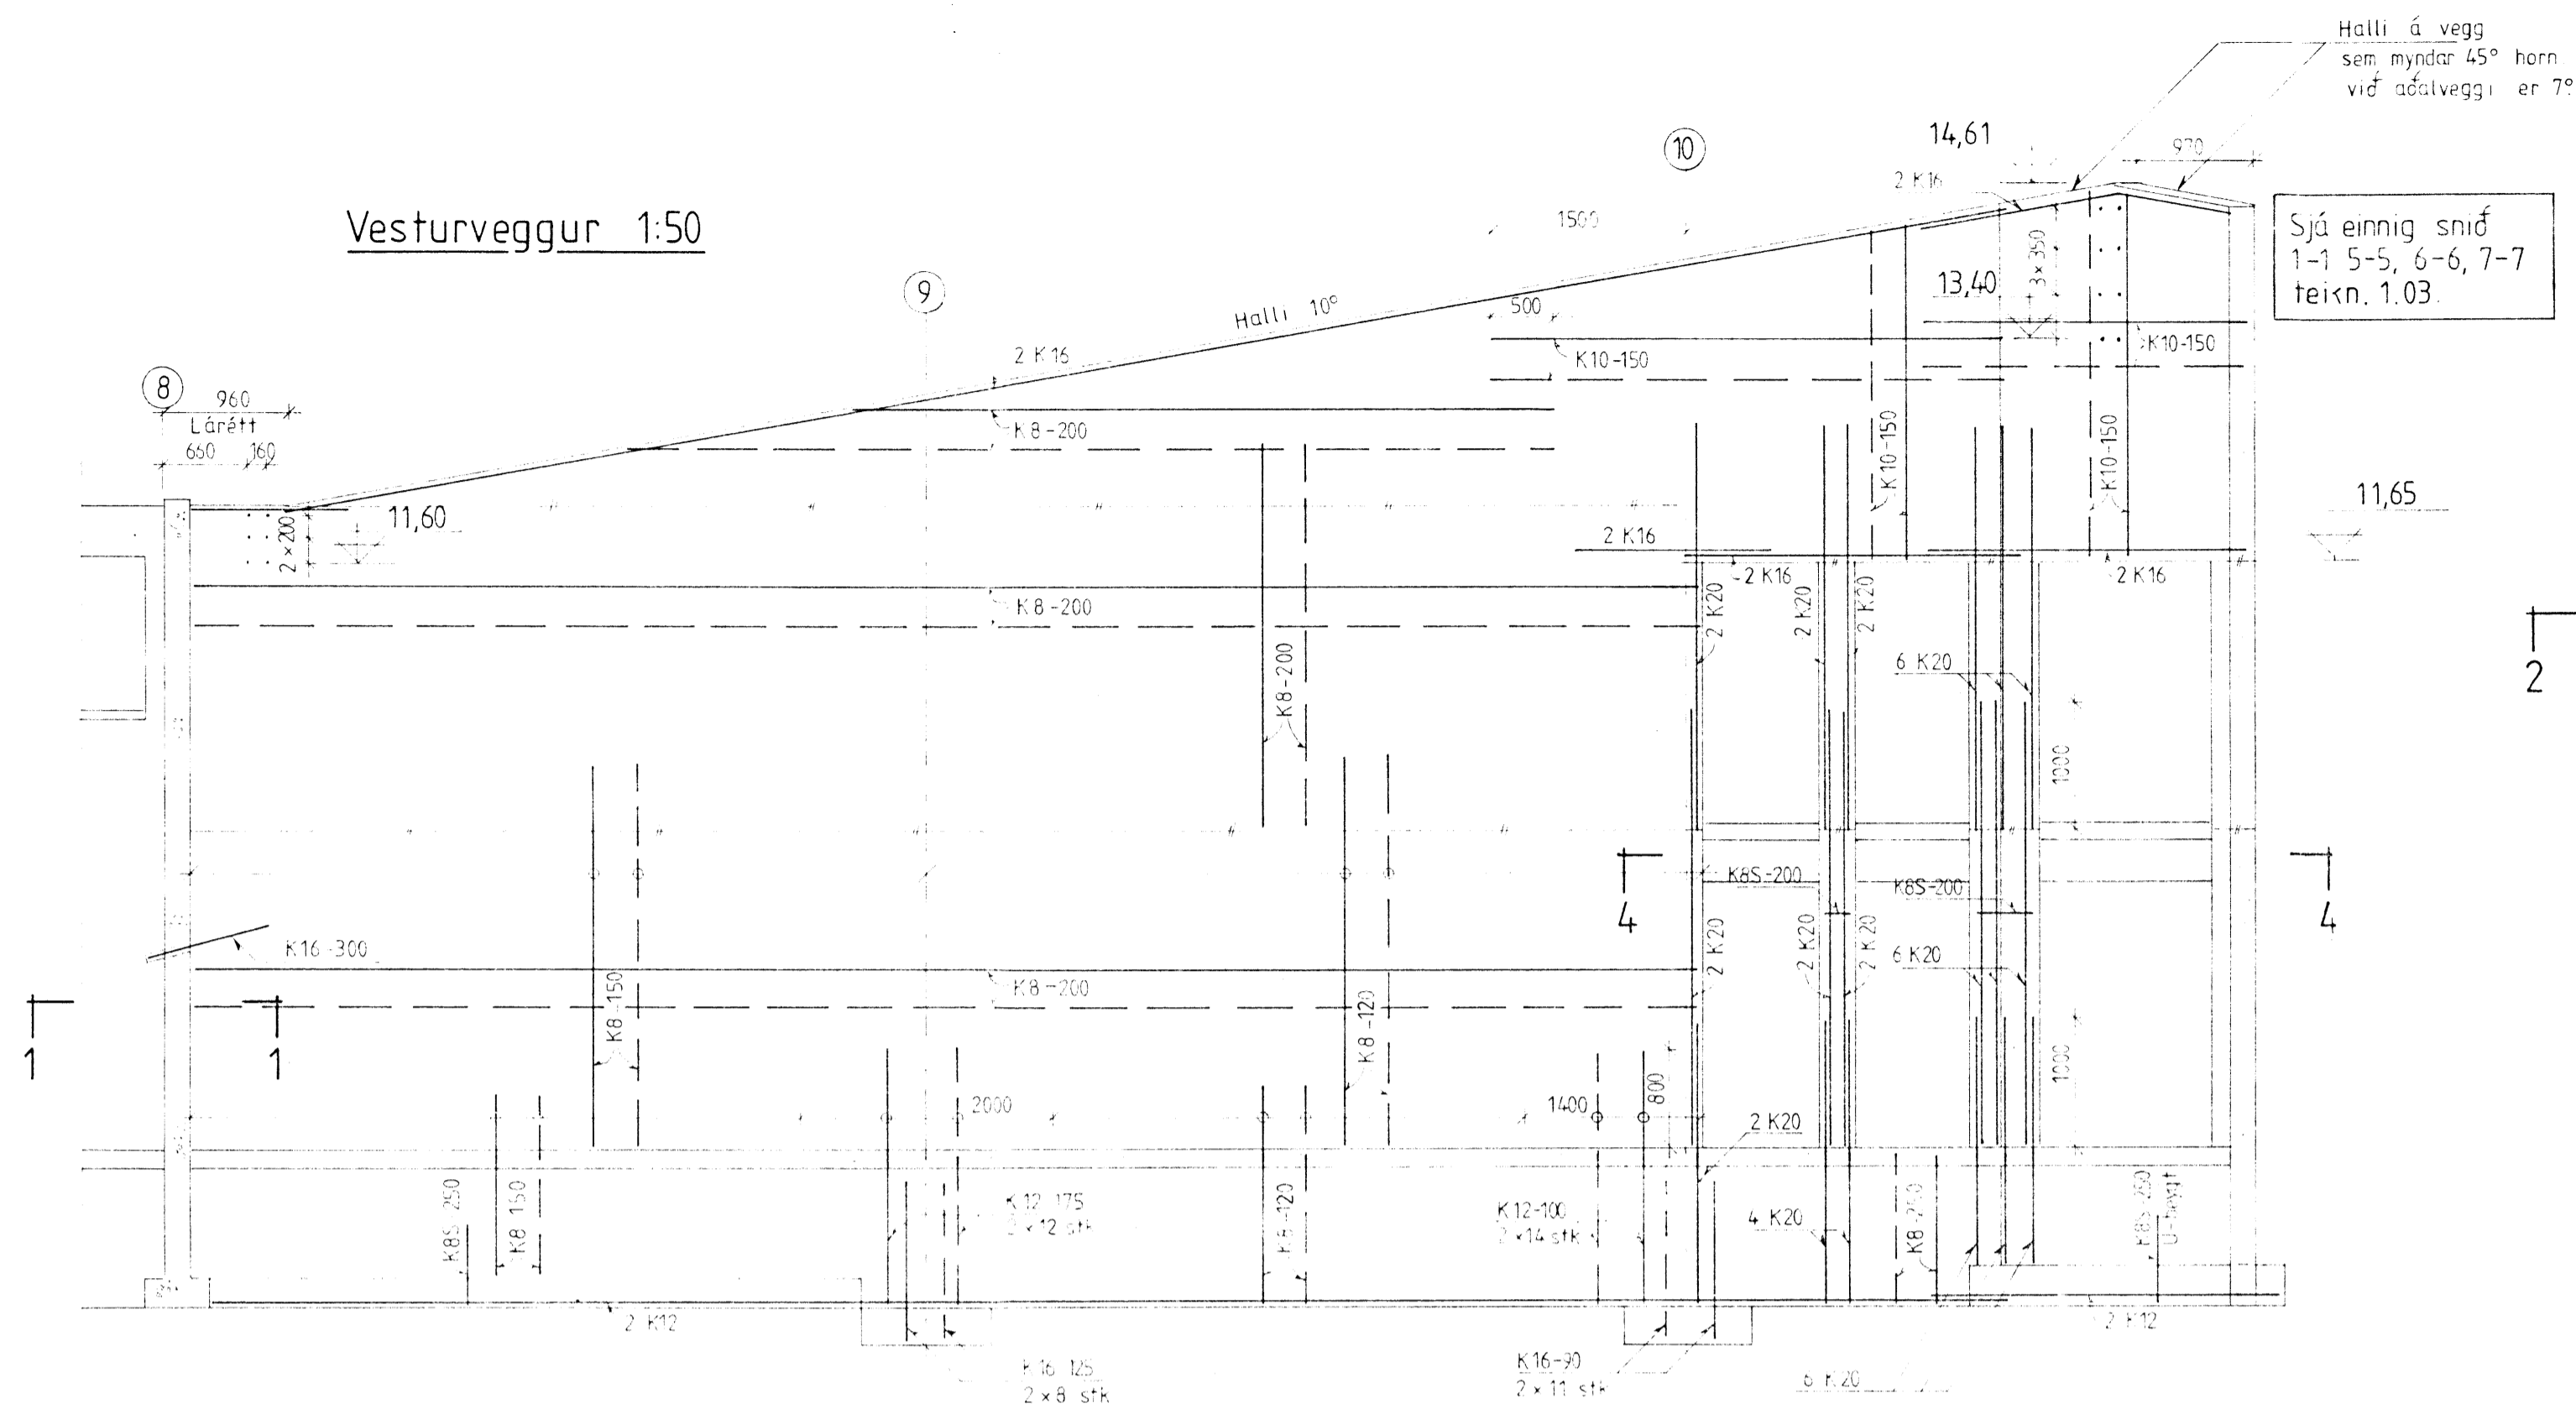 Halli á vegg
sem myndar 45° horn
við aðalveggi er 7°
14,61
970
10
2 K16
Vesturveggur 1:50
1500
Sjá einnig snið
1-1 5-5, 6-6, 7-7
teikn. 1.03.
3×350
13,40
9
Halli 10°
500
2 K16
K10-150
K10-150
8
960
Lárétt
660
160
K8-200
K10-150
K10-150
11,65
11,60
2×200
2 K16
2 K16
2 K16
K8-200
2 K20
2 K20
2 K20
6 K20
2
K8-200
1000
K8S-200
K8S-200
4
4
K16-300
2 K20
2 K20
2 K20
6 K20
K8-200
K8-150
K8-120
1
1
1000
2000
1400
800
2 K20
K8S 250
K8 150
K12 175
2×12 stk
K8-120
K12-100
2×14 stk
4 K20
K8-250
K8S-250
U-beygt
2 K12
2 K12
K16 125
2×8 stk
K16-90
2×11 stk
6 K20